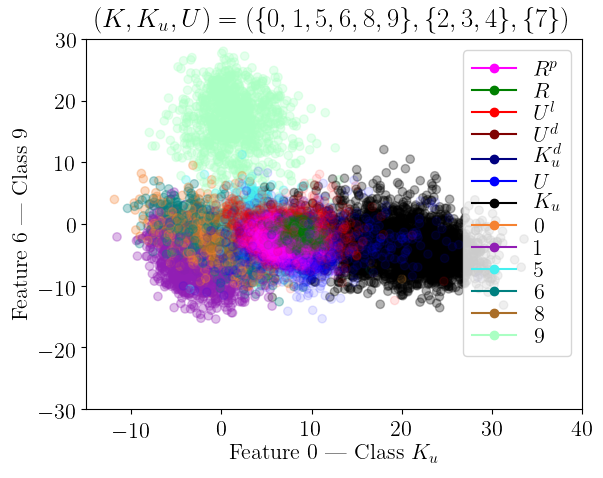 (K, K_u, U) = ({0, 1, 5, 6, 8, 9}, {2, 3, 4}, {7})
30
20
10
0
−10
−20
−30
Feature 6 — Class 9
R^p
R
U^l
U^d
K_u^d
U
K_u
0
1
5
6
8
9
−10
0
10
20
30
40
Feature 0 — Class K_u